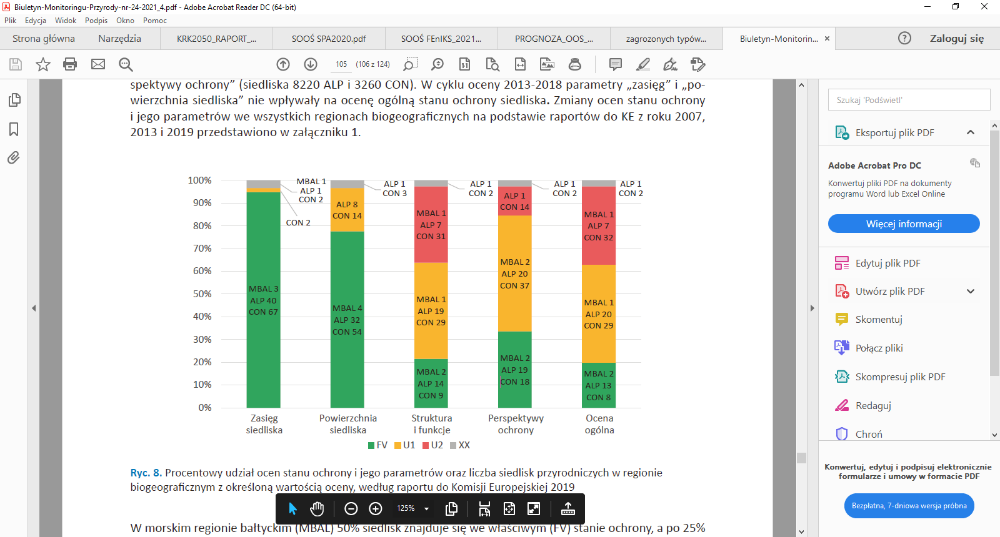 Biuletyn-Monitoringu-Przyrody-nr-24-2021_4.pdf - Adobe Acrobat Reader DC (64-bit)
Plik Edycja Widok Podpis Okno Pomoc
Strona główna Narzędzia KRK2050_RAPORT_... SOOŚ SPA2020.pdf SOOŚ FEnIKS_2021... PROGNOZA_OOS_... zagrozonych typów... Biuletyn-Monitorin... × Zaloguj się
105 (106 z 124)
spektywy ochrony” (siedliska 8220 ALP i 3260 CON). W cyklu oceny 2013-2018 parametry „zasięg” i „po-
wierzchnia siedliska” nie wpływały na ocenę ogólną stanu ochrony siedliska. Zmiany ocen stanu ochrony
i jego parametrów we wszystkich regionach biogeograficznych na podstawie raportów do KE z roku 2007,
2013 i 2019 przedstawiono w załączniku 1.
100%
90%
80%
70%
60%
50%
40%
30%
20%
10%
0%
MBAL 1
ALP 1
CON 2
CON 2
MBAL 3
ALP 40
CON 67
Zasięg
siedliska
ALP 1
CON 3
ALP 8
CON 14
MBAL 4
ALP 32
CON 54
Powierzchnia
siedliska
ALP 1
CON 2
MBAL 1
ALP 7
CON 31
MBAL 1
ALP 19
CON 29
MBAL 2
ALP 14
CON 9
Struktura
i funkcje
ALP 1
CON 2
ALP 1
CON 14
MBAL 2
ALP 20
CON 37
MBAL 2
ALP 19
CON 18
Perspektywy
ochrony
ALP 1
CON 2
MBAL 1
ALP 7
CON 32
MBAL 1
ALP 20
CON 29
MBAL 2
ALP 13
CON 8
Ocena
ogólna
FV U1 U2 XX
Ryc. 8. Procentowy udział ocen stanu ochrony i jego parametrów oraz liczba siedlisk przyrodniczych w regionie
biogeograficznym z określoną wartością oceny, według raportu do Komisji Europejskiej 2019
125%
W morskim regionie bałtyckim (MBAL) 50% siedlisk znajduje się we właściwym (FV) stanie ochrony, a po 25%
Szukaj 'Podświetl'
Eksportuj plik PDF
Adobe Acrobat Pro DC
Konwertuj pliki PDF na dokumenty
programu Word lub Excel Online
Więcej informacji
Edytuj plik PDF
Utwórz plik PDF
Skomentuj
Połącz pliki
Skompresuj plik PDF
Redaguj
Chroń
Konwertuj, edytuj i podpisuj elektronicznie
formularze i umowy w formacie PDF
Bezpłatna, 7-dniowa wersja próbna